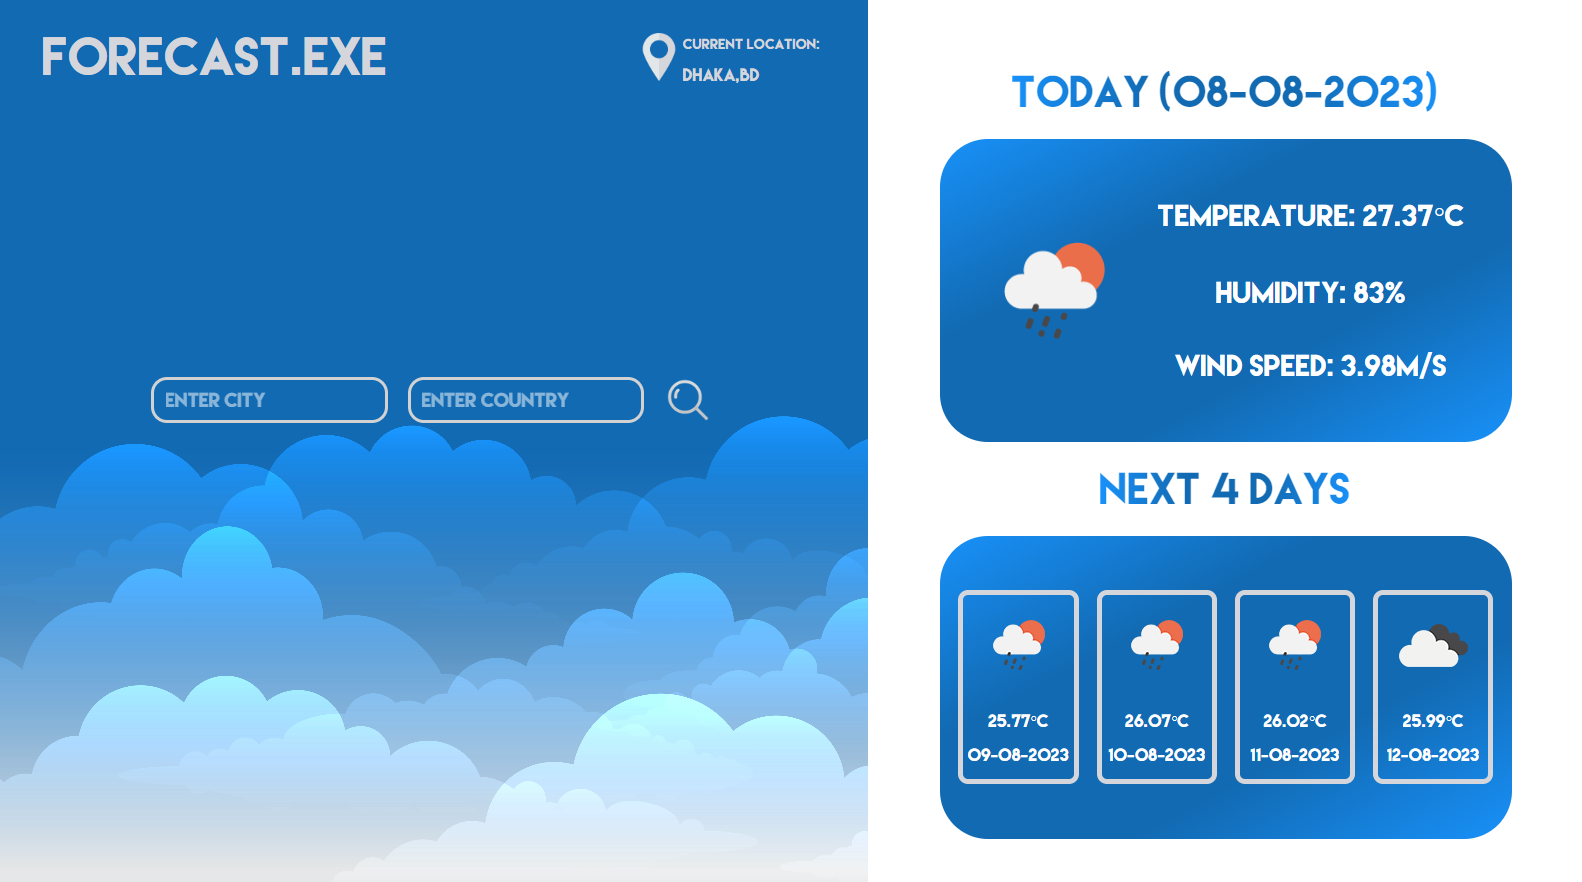 FORECAST.EXE
CURRENT LOCATION:
DHAKA,BD
ENTER CITY
ENTER COUNTRY
TODAY (08-08-2023)
TEMPERATURE: 27.37°C
HUMIDITY: 83%
WIND SPEED: 3.98M/S
NEXT 4 DAYS
25.77°C
09-08-2023
26.07°C
10-08-2023
26.02°C
11-08-2023
25.99°C
12-08-2023